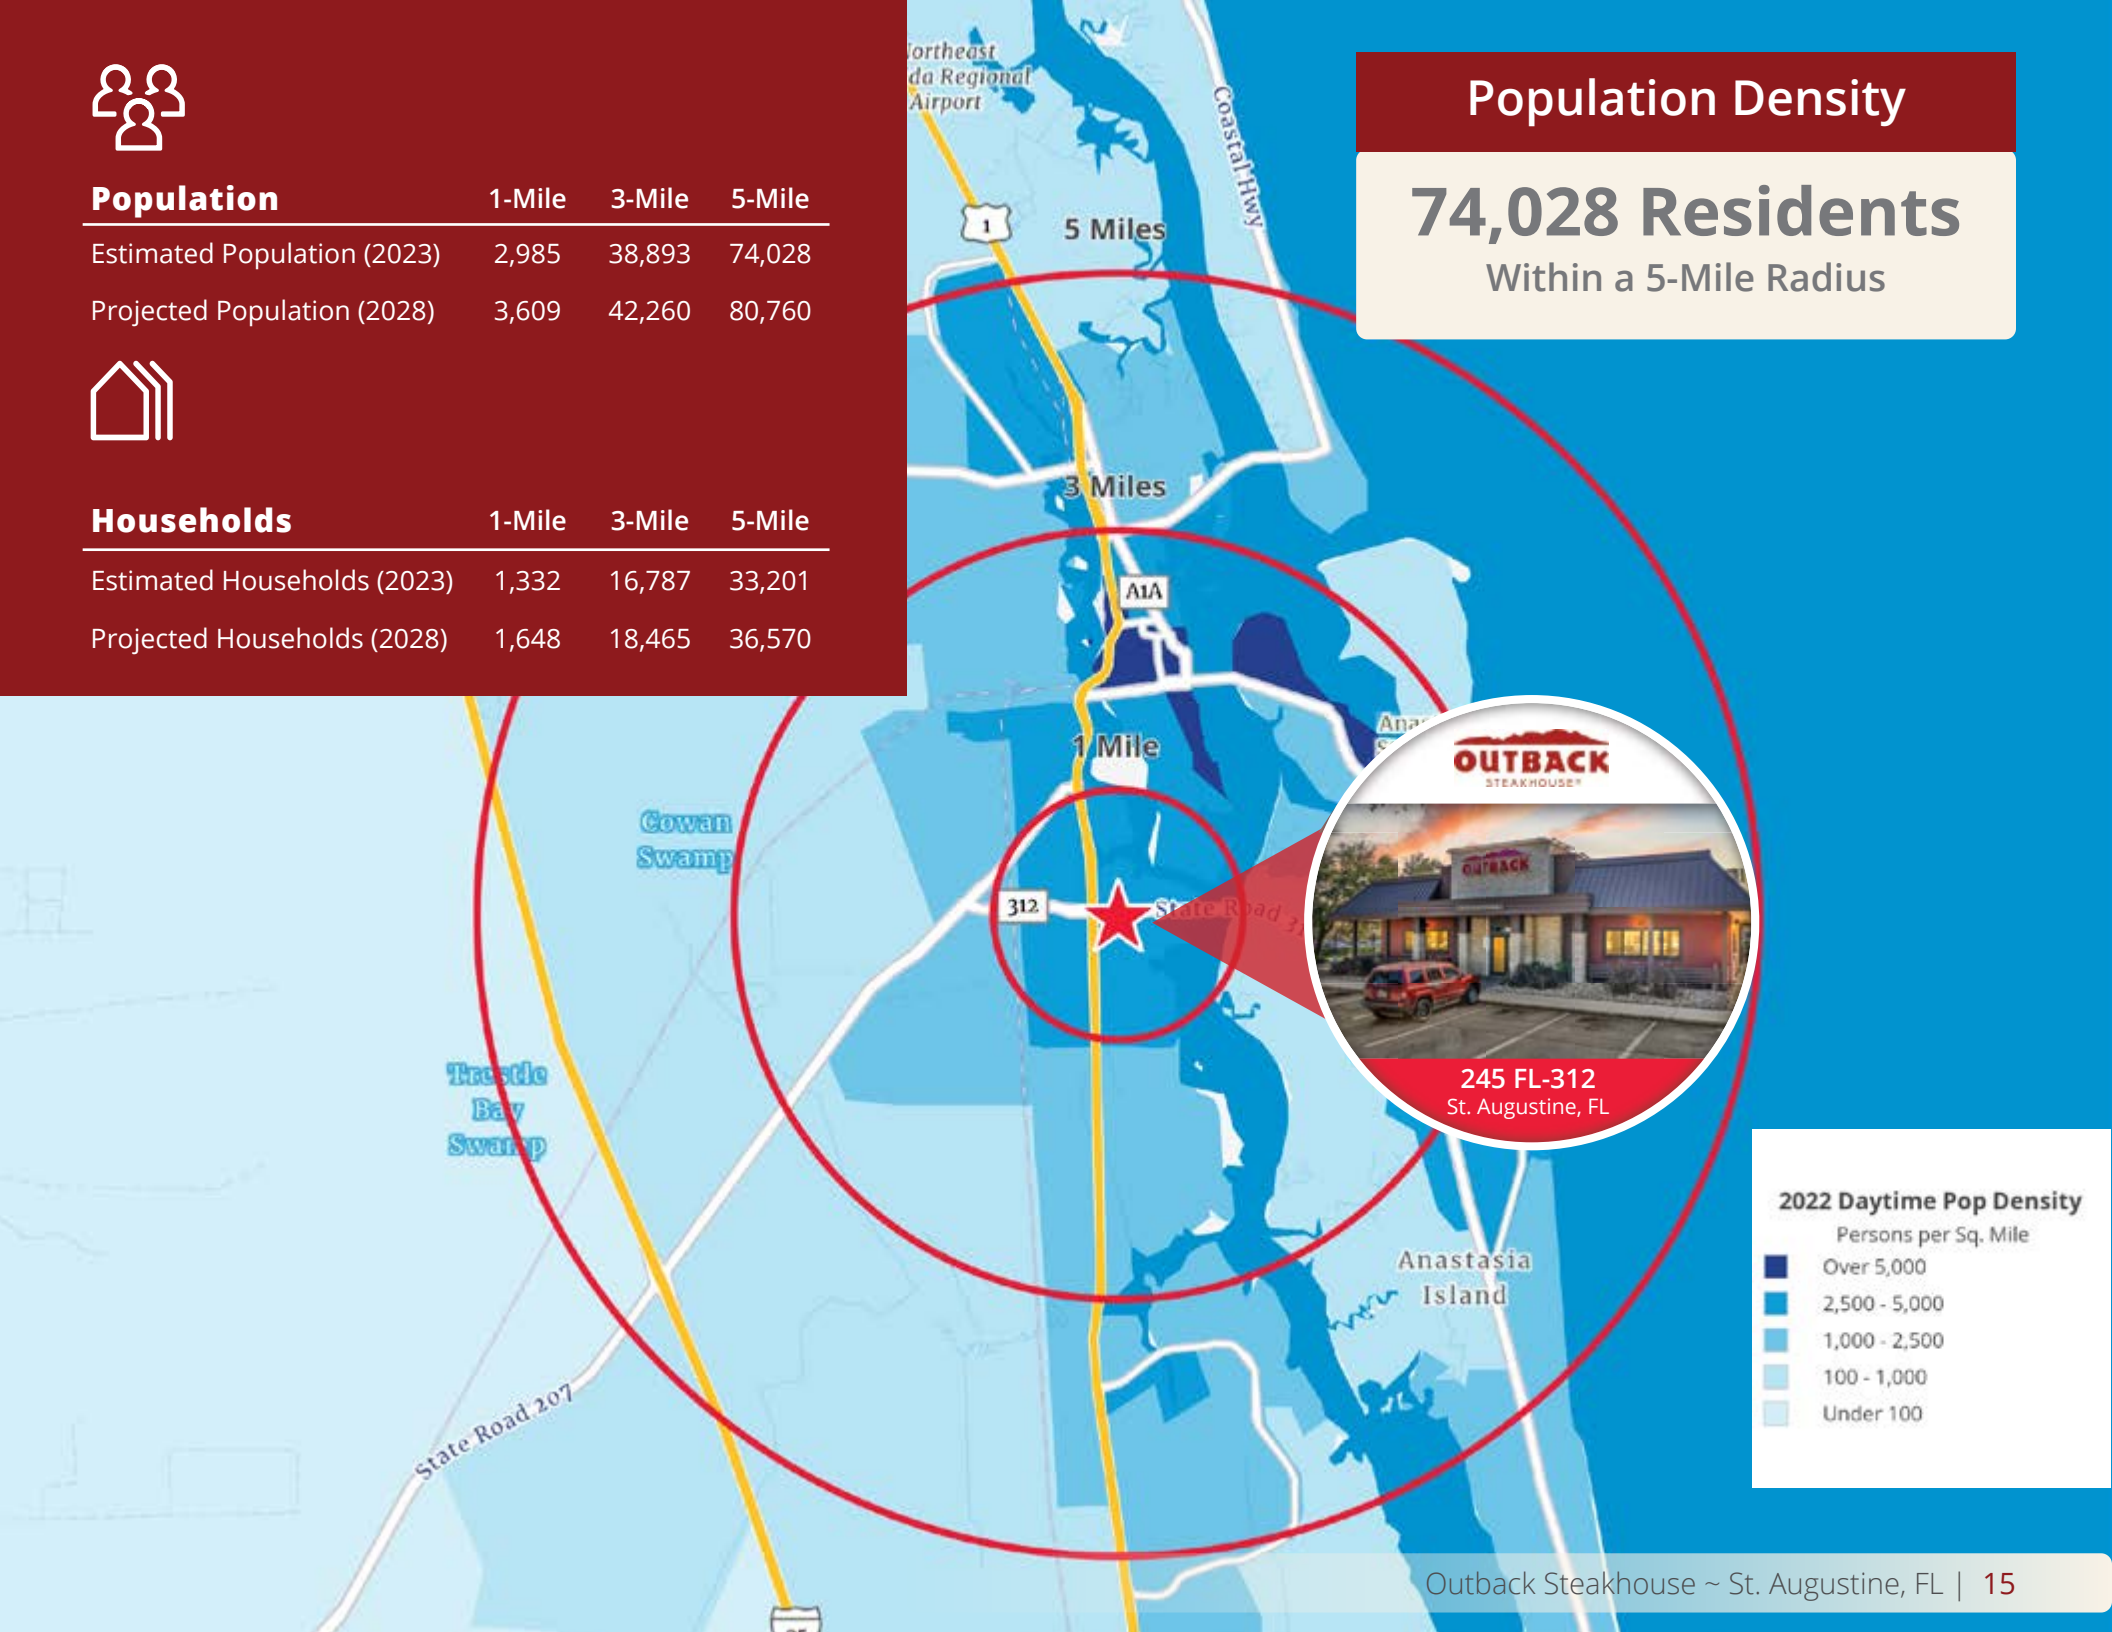 Population 1-Mile 3-Mile 5-Mile
Estimated Population (2023) 2,985 38,893 74,028
Projected Population (2028) 3,609 42,260 80,760
Households 1-Mile 3-Mile 5-Mile
Estimated Households (2023) 1,332 16,787 33,201
Projected Households (2028) 1,648 18,465 36,570
Population Density
74,028 Residents
Within a 5-Mile Radius
Regional
Airport
Coastal Hwy
1
5 Miles
3 Miles
A1A
1 Mile
Cowan
Swamp
312
State Road
Trestle
Bay
Swamp
OUTBACK
STEAKHOUSE
OUTBACK
245 FL-312
St. Augustine, FL
Anastasia
Island
State Road 207
2022 Daytime Pop Density
Persons per Sq. Mile
Over 5,000
2,500 - 5,000
1,000 - 2,500
100 - 1,000
Under 100
Outback Steakhouse ~ St. Augustine, FL | 15